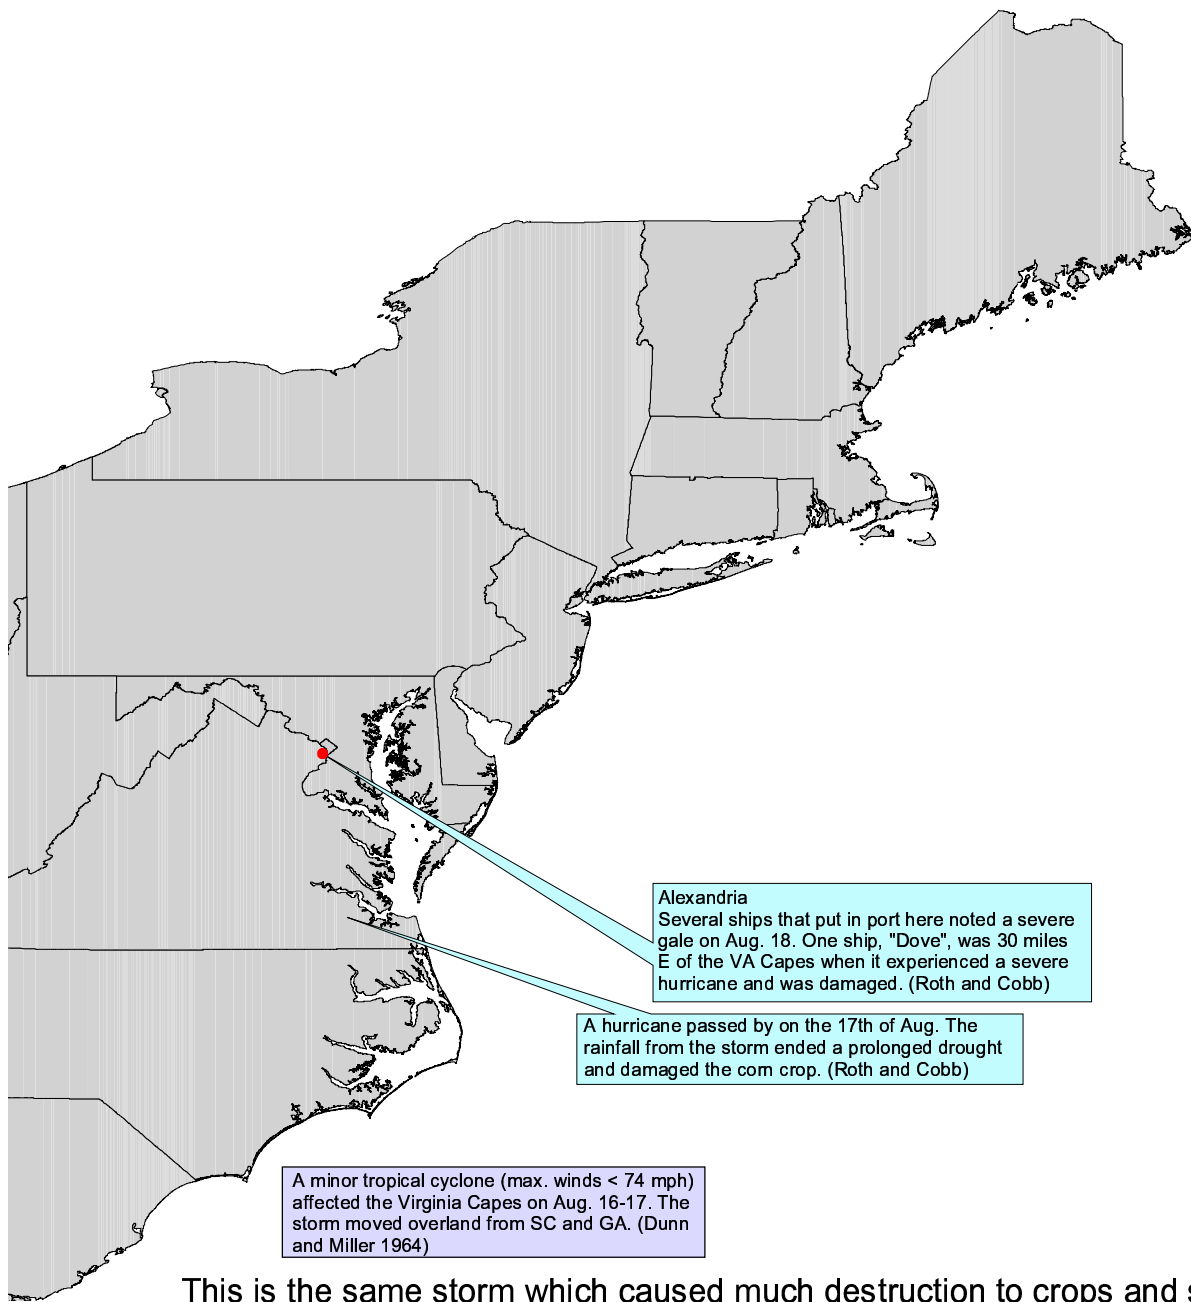 Alexandria
Several ships that put in port here noted a severe
gale on Aug. 18. One ship, "Dove", was 30 miles
E of the VA Capes when it experienced a severe
hurricane and was damaged. (Roth and Cobb)
A hurricane passed by on the 17th of Aug. The
rainfall from the storm ended a prolonged drought
and damaged the corn crop. (Roth and Cobb)
A minor tropical cyclone (max. winds < 74 mph)
affected the Virginia Capes on Aug. 16-17. The
storm moved overland from SC and GA. (Dunn
and Miller 1964)
This is the same storm which caused much destruction to crops and